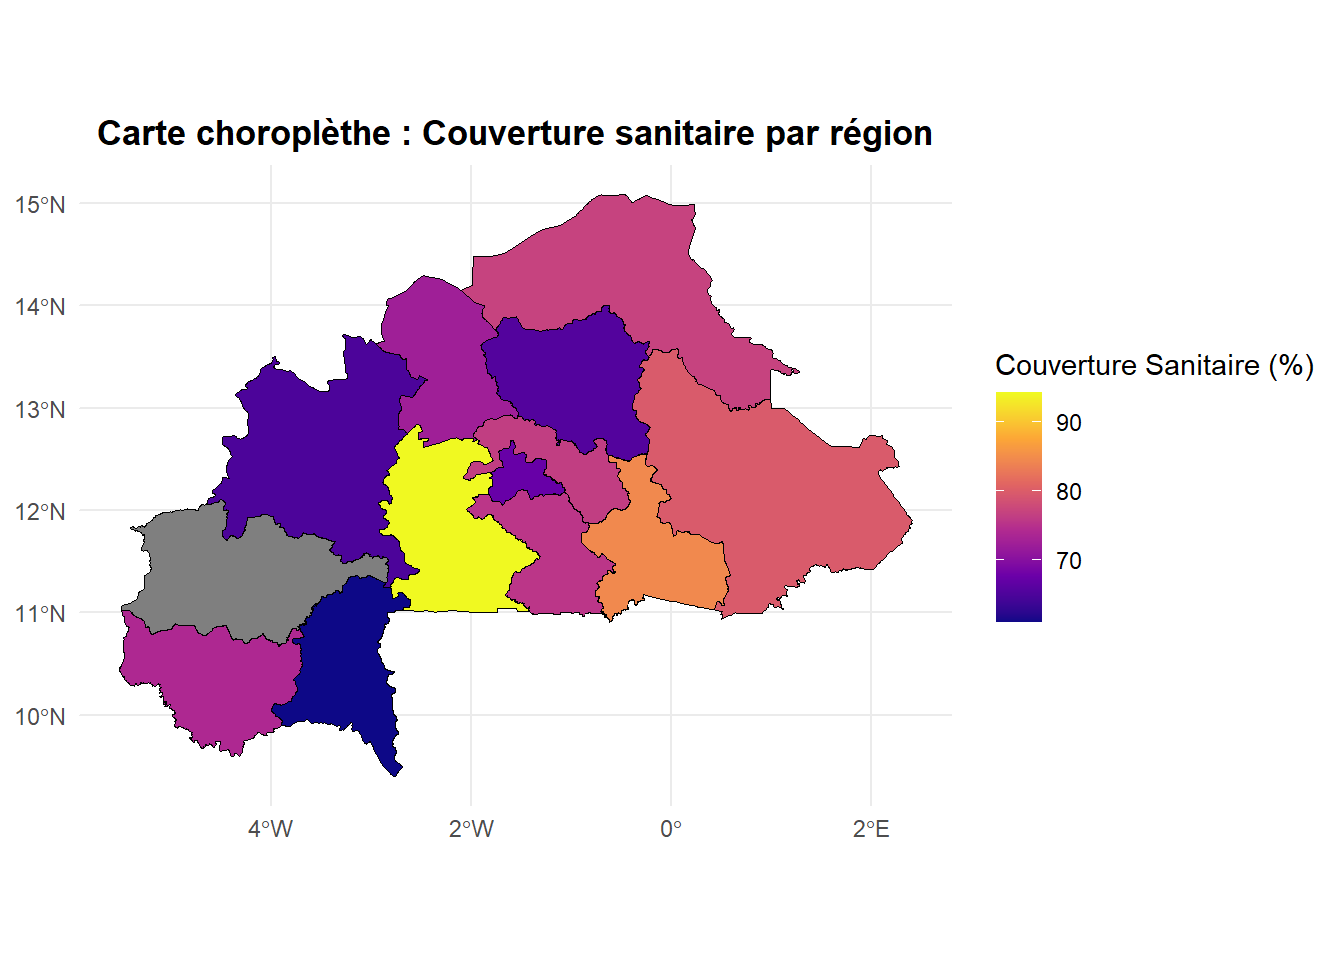 Carte choroplèthe : Couverture sanitaire par région
15°N
14°N
13°N
12°N
11°N
10°N
4°W
2°W
0°
2°E
Couverture Sanitaire (%)
90
80
70